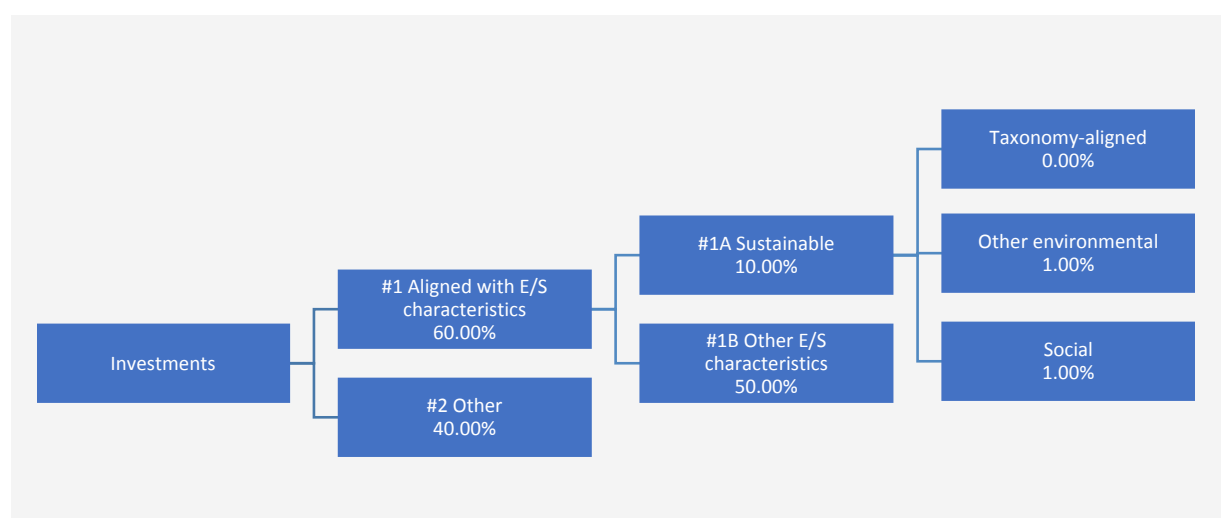 Investments
#1 Aligned with E/S
characteristics
60.00%
#2 Other
40.00%
#1A Sustainable
10.00%
#1B Other E/S
characteristics
50.00%
Taxonomy-aligned
0.00%
Other environmental
1.00%
Social
1.00%